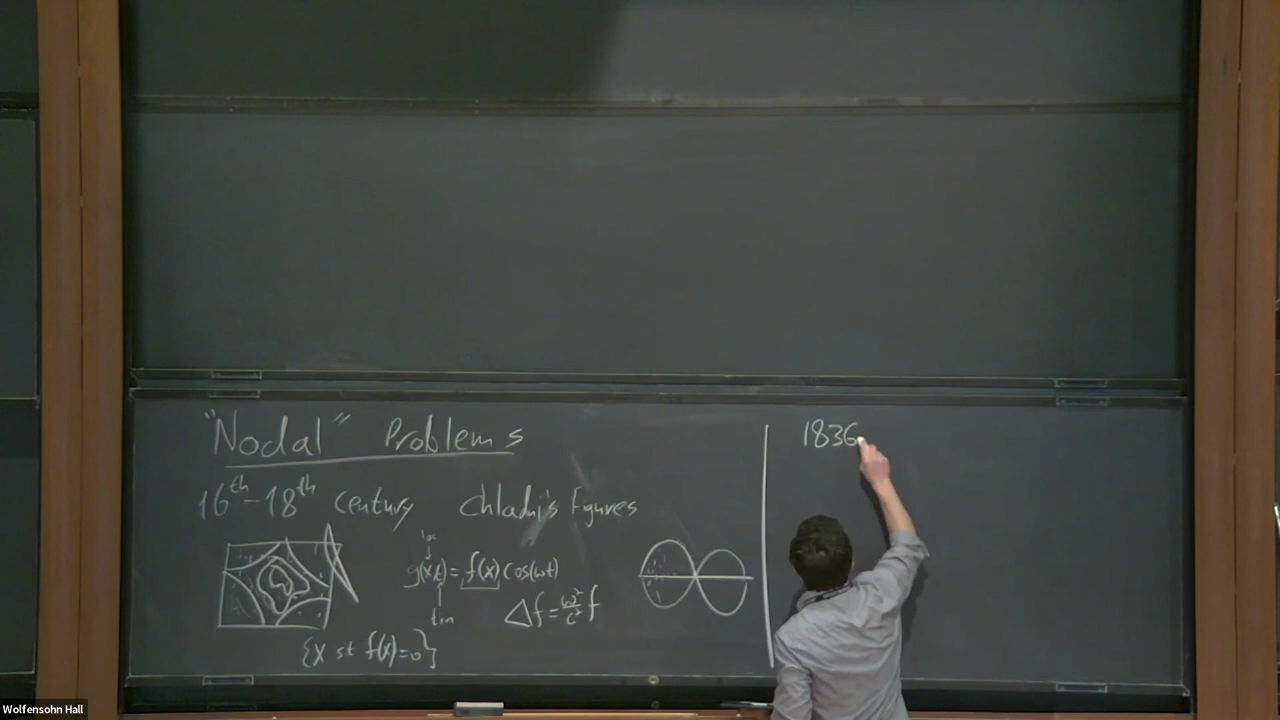 "Nodal" Problems
16th-18th century Chladni's Figures
g(x,t)= f(x) cos(ωt)
Δf = ω²/c² f
{x st f(x)=0}
1836
Wolfensohn Hall